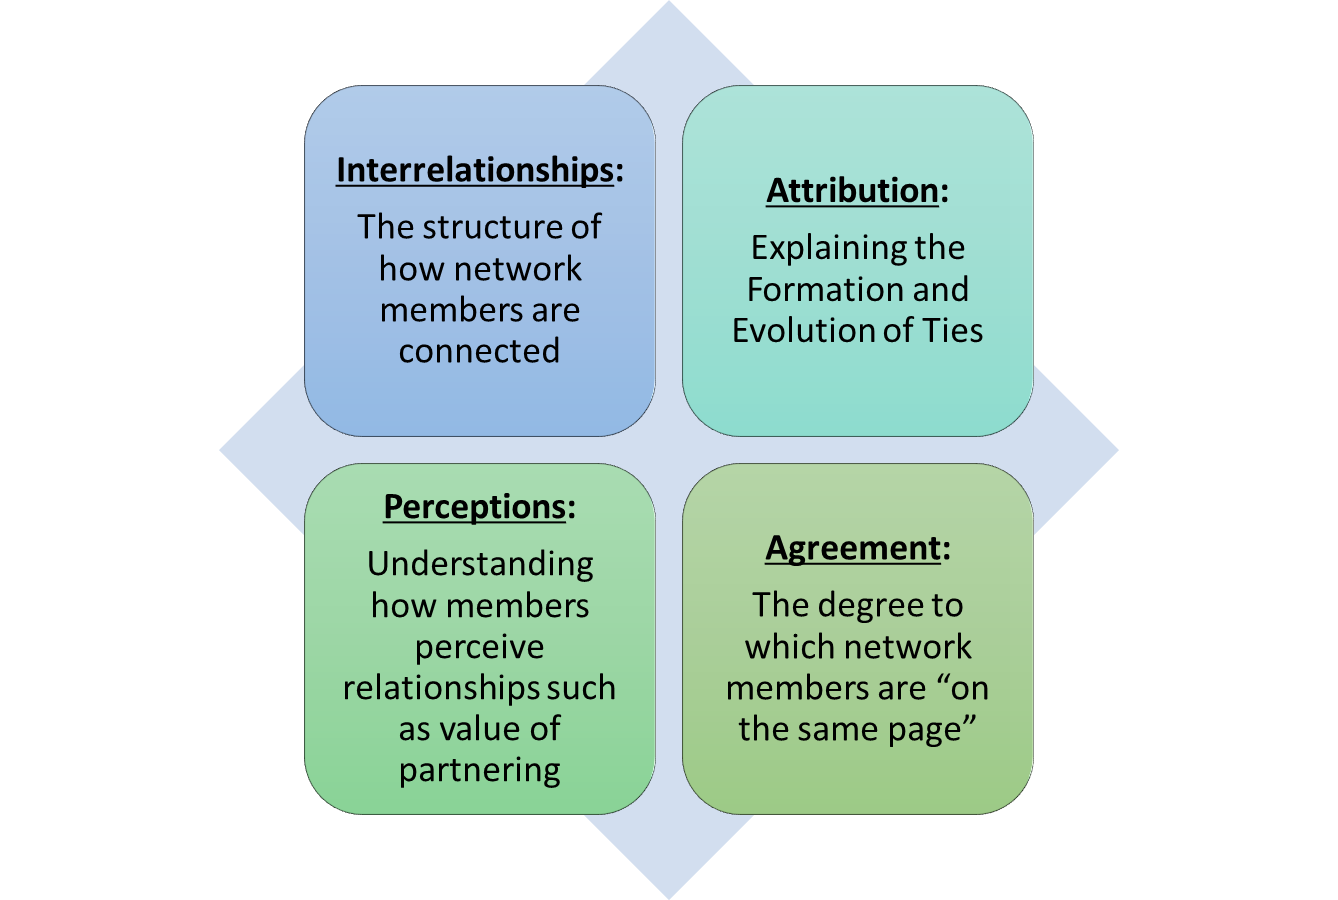 Interrelationships:
The structure of
how network
members are
connected
Attribution:
Explaining the
Formation and
Evolution of Ties
Perceptions:
Understanding
how members
perceive
relationships such
as value of
partnering
Agreement:
The degree to
which network
members are “on
the same page”